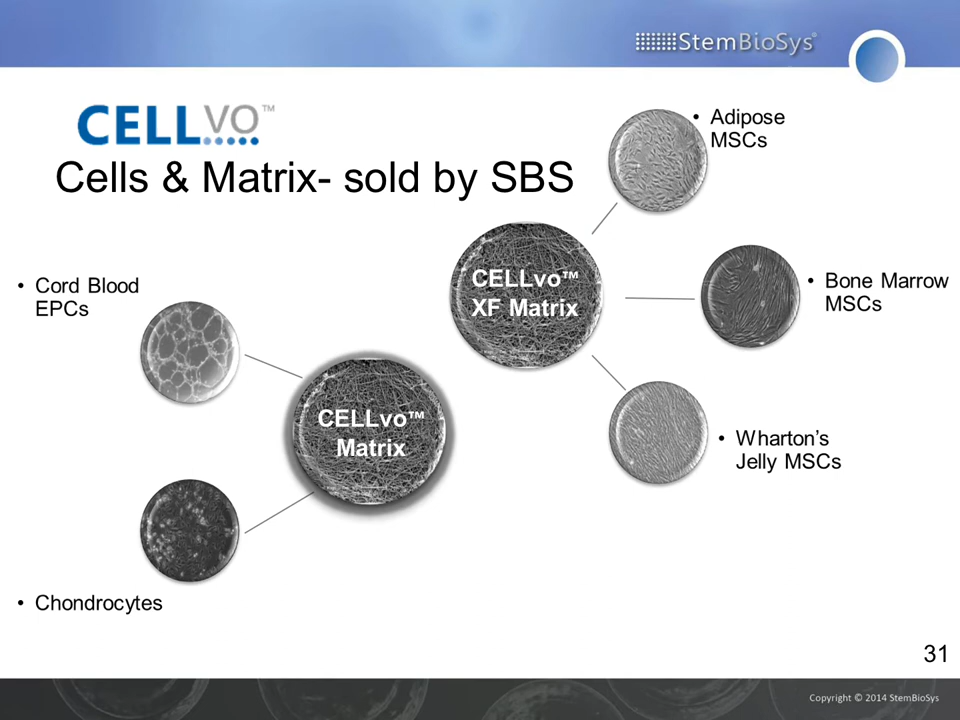 StemBioSys®
CELLVO™
Cells & Matrix- sold by SBS
• Adipose
MSCs
CELLvo™
XF Matrix
• Bone Marrow
MSCs
• Wharton’s
Jelly MSCs
• Cord Blood
EPCs
CELLvo™
Matrix
• Chondrocytes
31
Copyright © 2014 StemBioSys